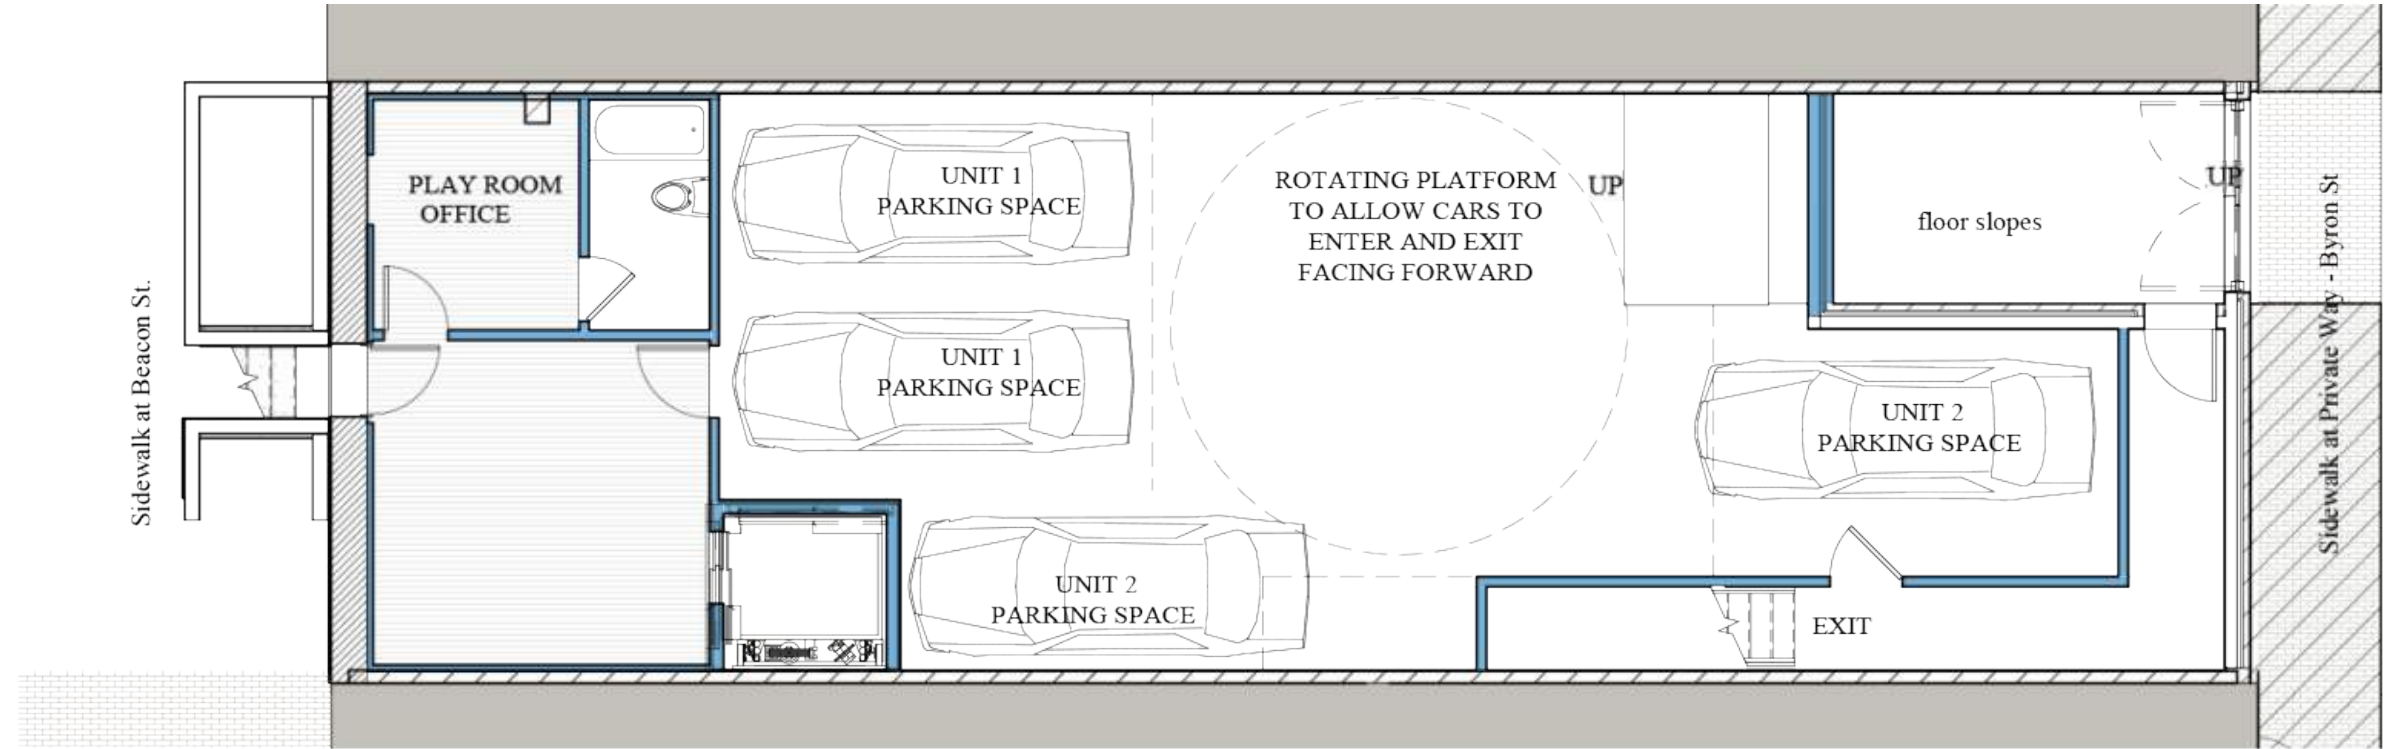 Sidewalk at Beacon St.
PLAY ROOM
OFFICE
UNIT 1
PARKING SPACE
UNIT 1
PARKING SPACE
UNIT 2
PARKING SPACE
ROTATING PLATFORM
TO ALLOW CARS TO
ENTER AND EXIT
FACING FORWARD
UP
floor slopes
UP
UNIT 2
PARKING SPACE
EXIT
Sidewalk at Private Way - Byron St